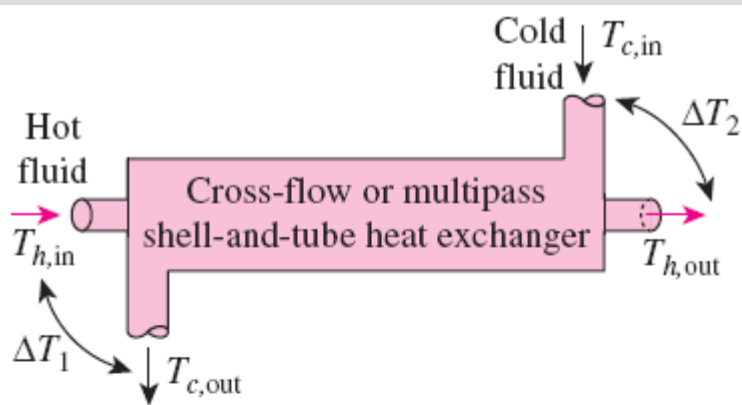 Cold
fluid
T_c,in
ΔT_2
Hot
fluid
Cross-flow or multipass
shell-and-tube heat exchanger
T_h,in
T_h,out
ΔT_1
T_c,out